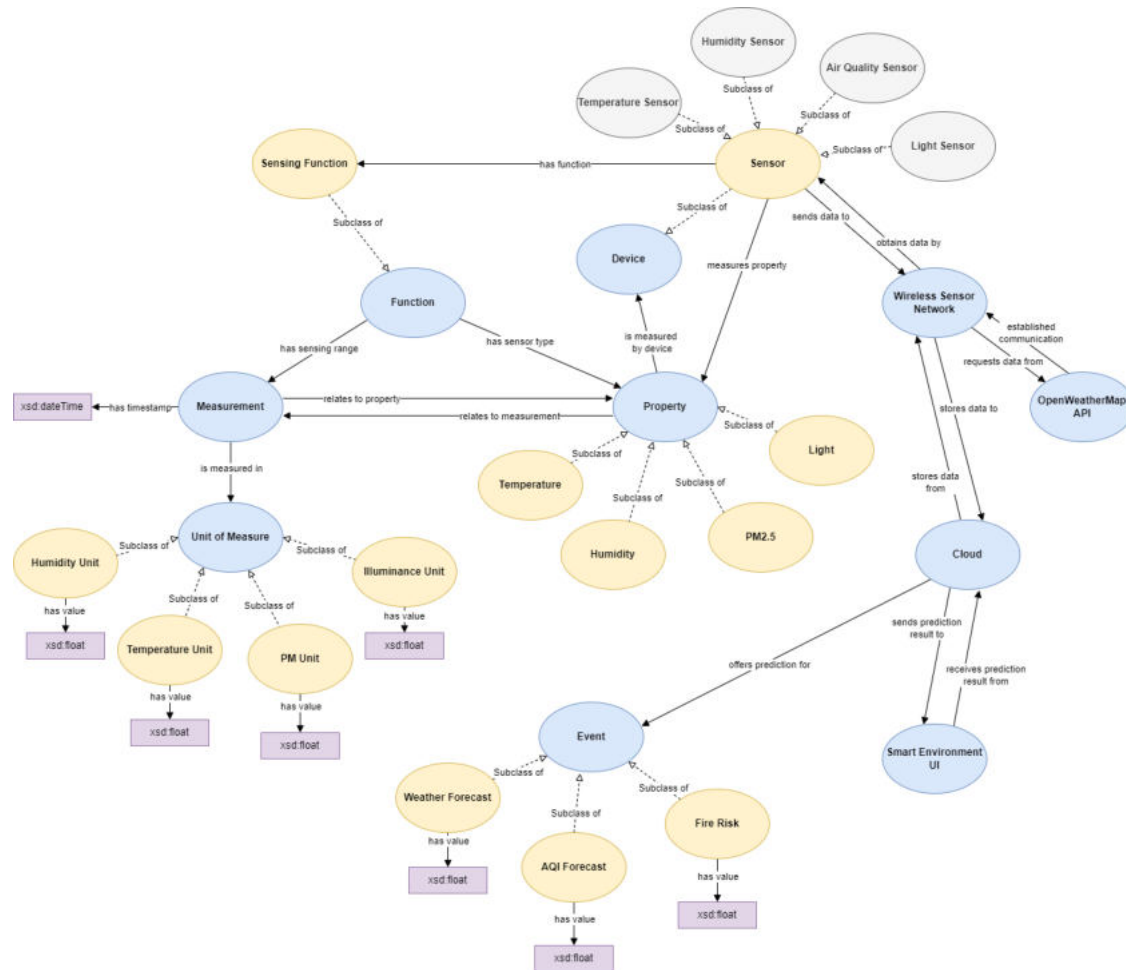 Humidity Sensor
Air Quality Sensor
Subclass of
Temperature Sensor
Subclass of
Subclass of
Light Sensor
Subclass of
Sensing Function
has function
Sensor
Subclass of
Subclass of
sends data to
obtains data by
Device
measures property
Function
Wireless Sensor
Network
is measured
by device
has sensing range
has sensor type
established
communication
requests data from
xsd:dateTime
has timestamp
Measurement
relates to property
relates to measurement
Property
OpenWeatherMap
API
Subclass of
stores data to
is measured in
Subclass of
Light
Temperature
Subclass of
Subclass of
stores data
from
Unit of Measure
PM2.5
Humidity
Cloud
Humidity Unit
Subclass of
Subclass of
Illuminance Unit
Subclass of
Subclass of
has value
has value
xsd:float
xsd:float
Temperature Unit
PM Unit
sends prediction
result to
offers prediction for
receives prediction
result from
has value
has value
xsd:float
xsd:float
Event
Smart Environment
UI
Subclass of
Subclass of
Weather Forecast
Subclass of
Fire Risk
has value
AQI Forecast
xsd:float
has value
has value
xsd:float
xsd:float